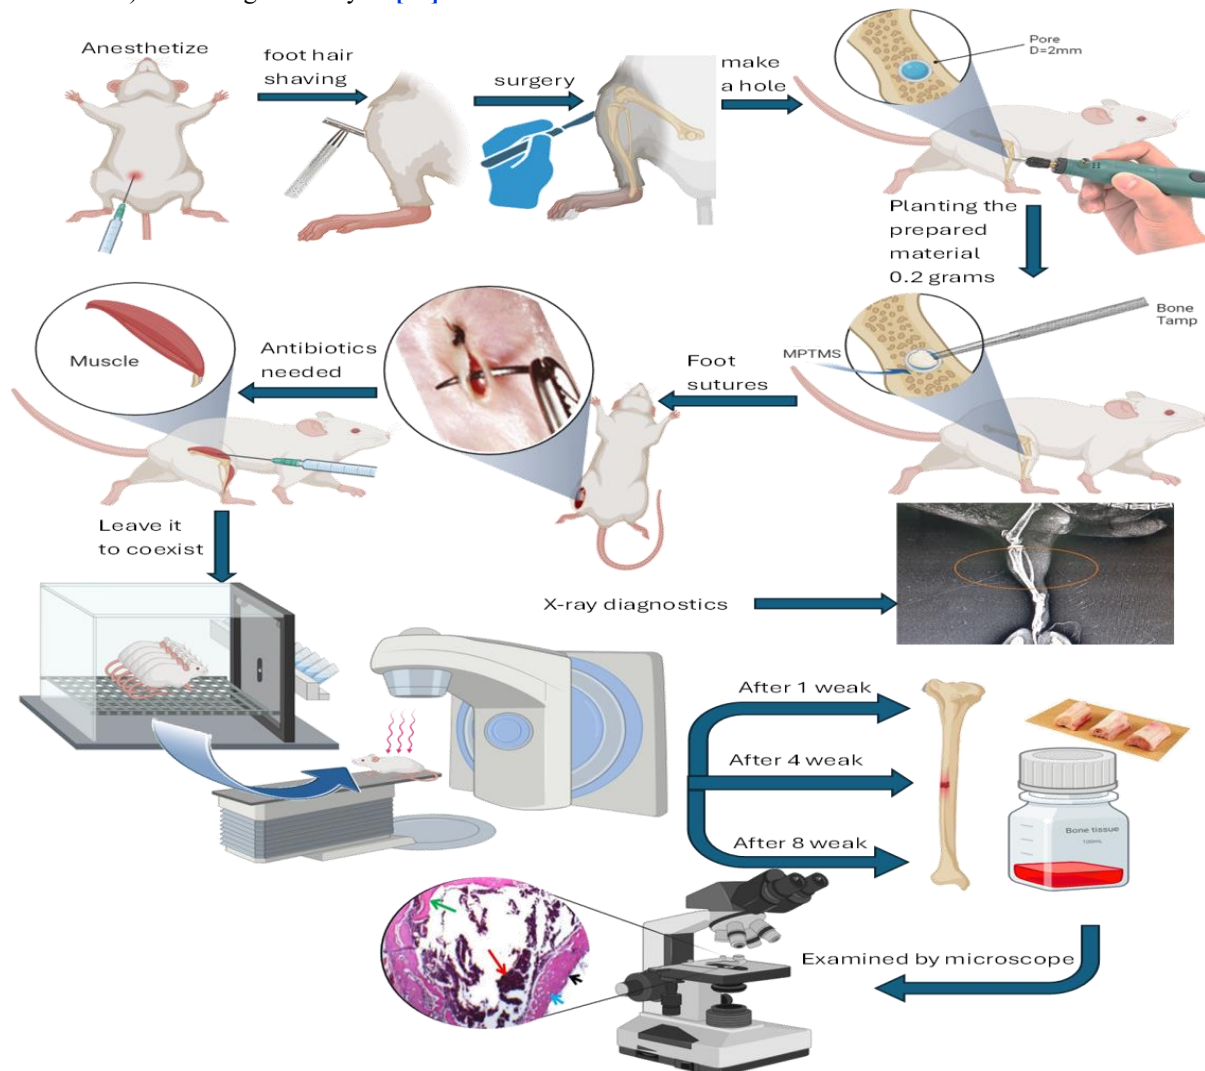 Anesthetize
foot hair
shaving
surgery
make
a hole
Pore
D=2mm
Planting the
prepared
material
0.2 grams
Bone
Tamp
MPTMS
Foot
sutures
Antibiotics
needed
Muscle
Leave it
to coexist
X-ray diagnostics
After 1 weak
After 4 weak
After 8 weak
Bone tissue
100mL
Examined by microscope